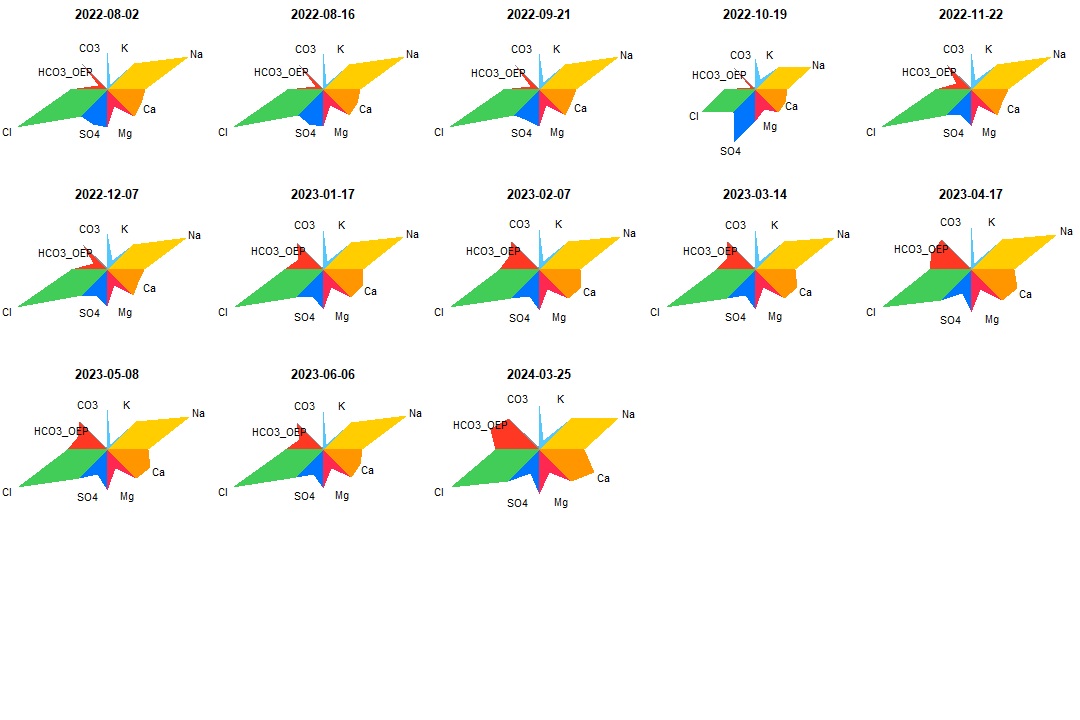 2022-08-02
2022-08-16
2022-09-21
2022-10-19
2022-11-22
CO3 K
Na
HCO3_OEP
Ca
Cl
SO4 Mg
CO3 K
Na
HCO3_OEP
Ca
Cl
SO4 Mg
CO3 K
Na
HCO3_OEP
Ca
Cl
SO4 Mg
CO3 K
Na
HCO3_OEP
Ca
Cl
Mg
SO4
CO3 K
Na
HCO3_OEP
Ca
Cl
SO4 Mg
2022-12-07
2023-01-17
2023-02-07
2023-03-14
2023-04-17
CO3 K
Na
HCO3_OEP
Ca
Cl
SO4 Mg
CO3 K
Na
HCO3_OEP
Ca
Cl
SO4 Mg
CO3 K
Na
HCO3_OEP
Ca
Cl
SO4 Mg
CO3 K
Na
HCO3_OEP
Ca
Cl
SO4 Mg
CO3 K
Na
HCO3_OEP
Ca
Cl
SO4 Mg
2023-05-08
2023-06-06
2024-03-25
CO3 K
Na
HCO3_OEP
Ca
Cl
SO4 Mg
CO3 K
Na
HCO3_OEP
Ca
Cl
SO4 Mg
CO3 K
Na
HCO3_OEP
Ca
Cl
SO4 Mg